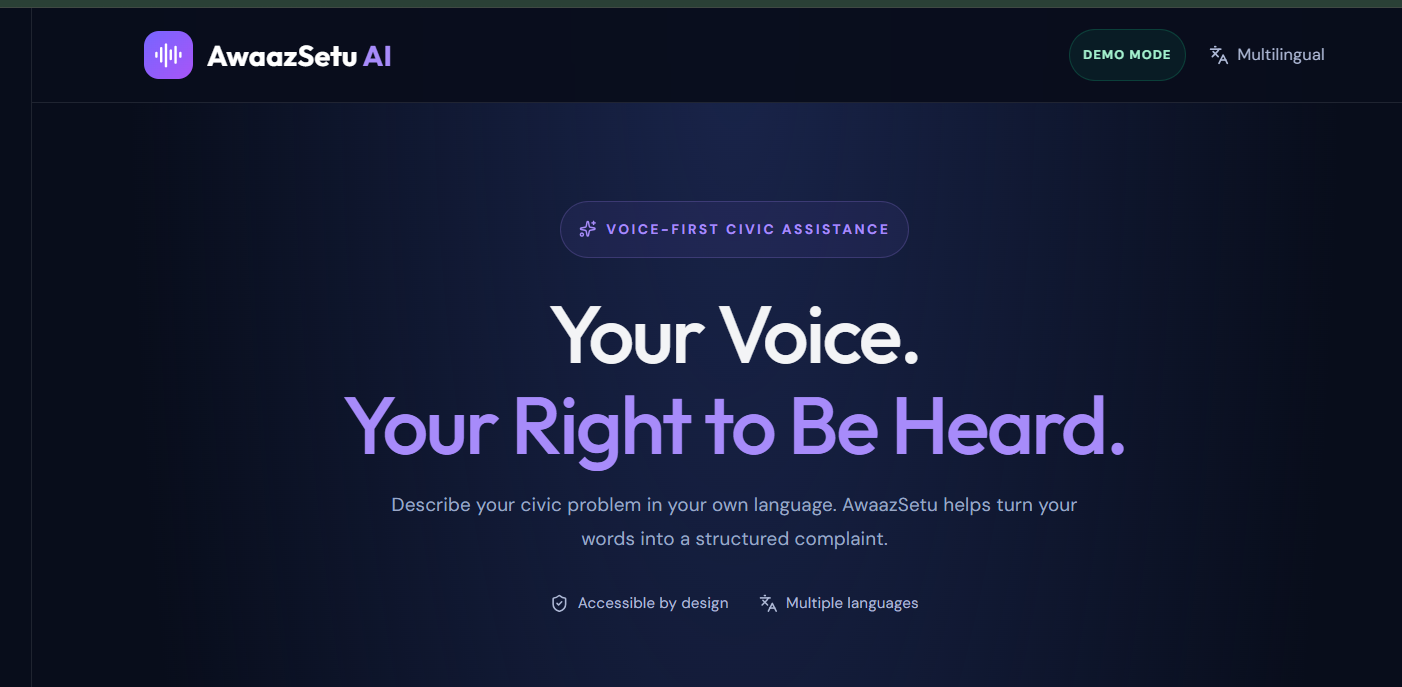 AwaazSetu AI
DEMO MODE
Multilingual
VOICE-FIRST CIVIC ASSISTANCE
Your Voice.
Your Right to Be Heard.
Describe your civic problem in your own language. AwaazSetu helps turn your
words into a structured complaint.
Accessible by design
Multiple languages